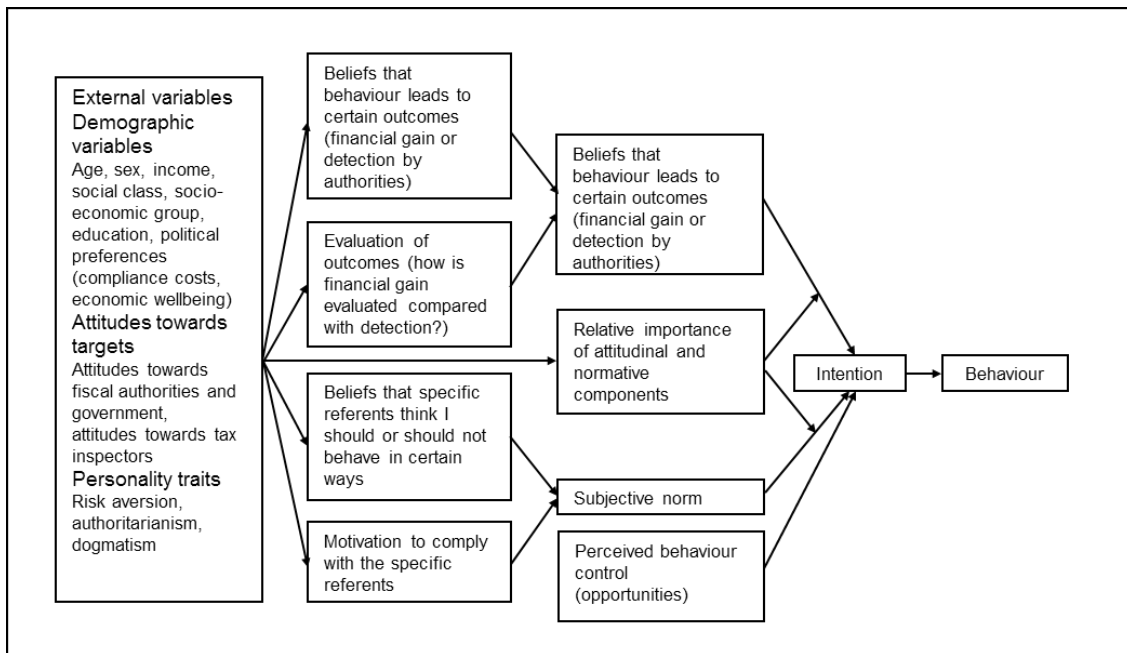 External variables
Demographic
variables
Age, sex, income,
social class, socio-
economic group,
education, political
preferences
(compliance costs,
economic wellbeing)
Attitudes towards
targets
Attitudes towards
fiscal authorities and
government,
attitudes towards tax
inspectors
Personality traits
Risk aversion,
authoritarianism,
dogmatism
Beliefs that
behaviour leads to
certain outcomes
(financial gain or
detection by
authorities)
Evaluation of
outcomes (how is
financial gain
evaluated compared
with detection?)
Beliefs that specific
referents think I
should or should not
behave in certain
ways
Motivation to comply
with the specific
referents
Beliefs that
behaviour leads to
certain outcomes
(financial gain or
detection by
authorities)
Relative importance
of attitudinal and
normative
components
Subjective norm
Perceived behaviour
control
(opportunities)
Intention
Behaviour